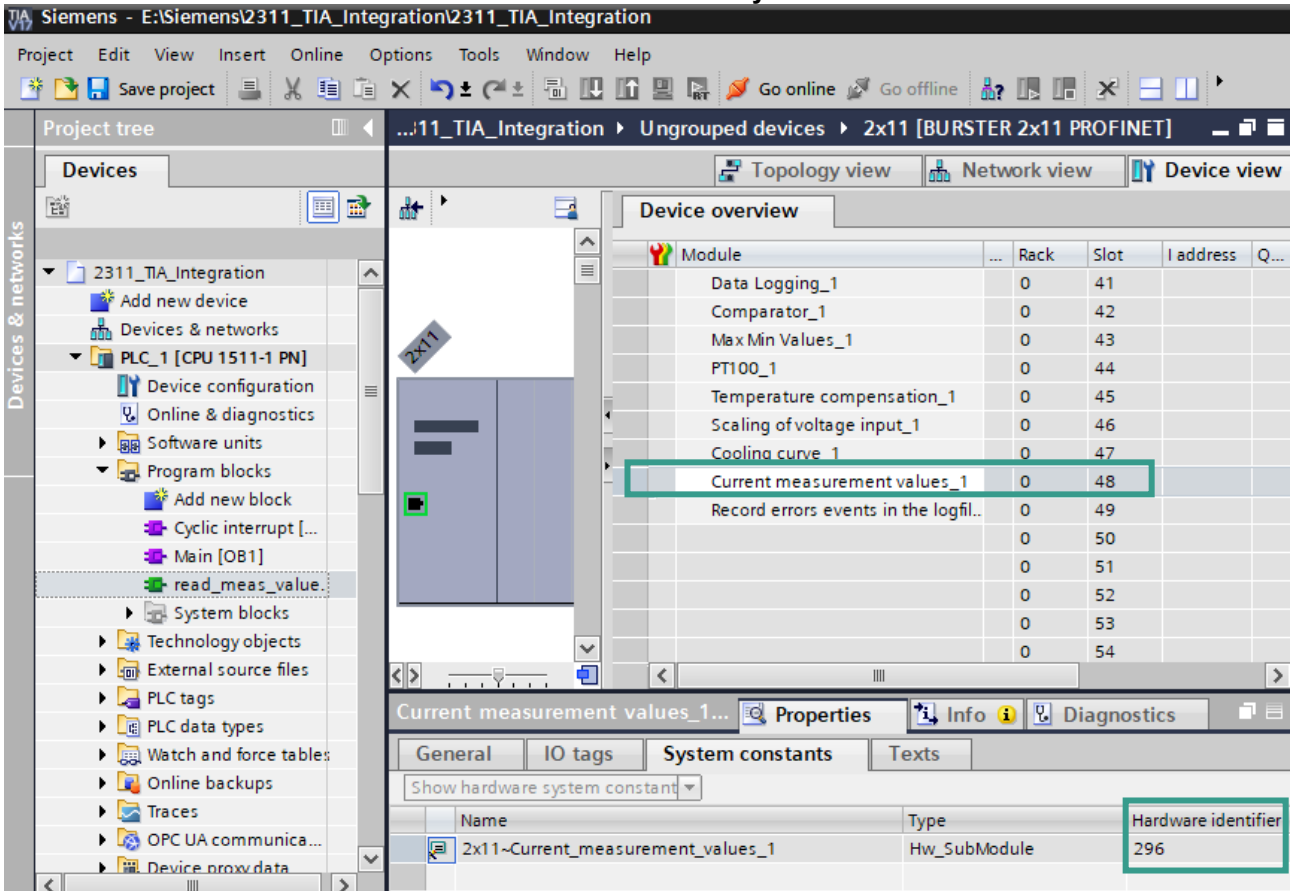 Siemens - E:\Siemens\2311_TIA_Integration\2311_TIA_Integration
Project Edit View Insert Online Options Tools Window Help
Save project Go online Go offline
Project tree
...11_TIA_Integration ▸ Ungrouped devices ▸ 2x11 [BURSTER 2x11 PROFINET]
Devices
Topology view Network view Device view
Devices & networks
Device overview
Module ... Rack Slot I address Q...
Data Logging_1 0 41
Comparator_1 0 42
Max Min Values_1 0 43
PT100_1 0 44
Temperature compensation_1 0 45
Scaling of voltage input_1 0 46
Cooling curve_1 0 47
Current measurement values_1 0 48
Record errors events in the logfil.. 0 49
0 50
0 51
0 52
0 53
0 54
2x11
2311_TIA_Integration
Add new device
Devices & networks
PLC_1 [CPU 1511-1 PN]
Device configuration
Online & diagnostics
Software units
Program blocks
Add new block
Cyclic interrupt [...
Main [OB1]
read_meas_value.
System blocks
Technology objects
External source files
PLC tags
PLC data types
Watch and force tables
Online backups
Traces
OPC UA communica...
Device proxy data
Current measurement values_1... Properties Info Diagnostics
General IO tags System constants Texts
Show hardware system constant
Name Type Hardware identifier
2x11~Current_measurement_values_1 Hw_SubModule 296